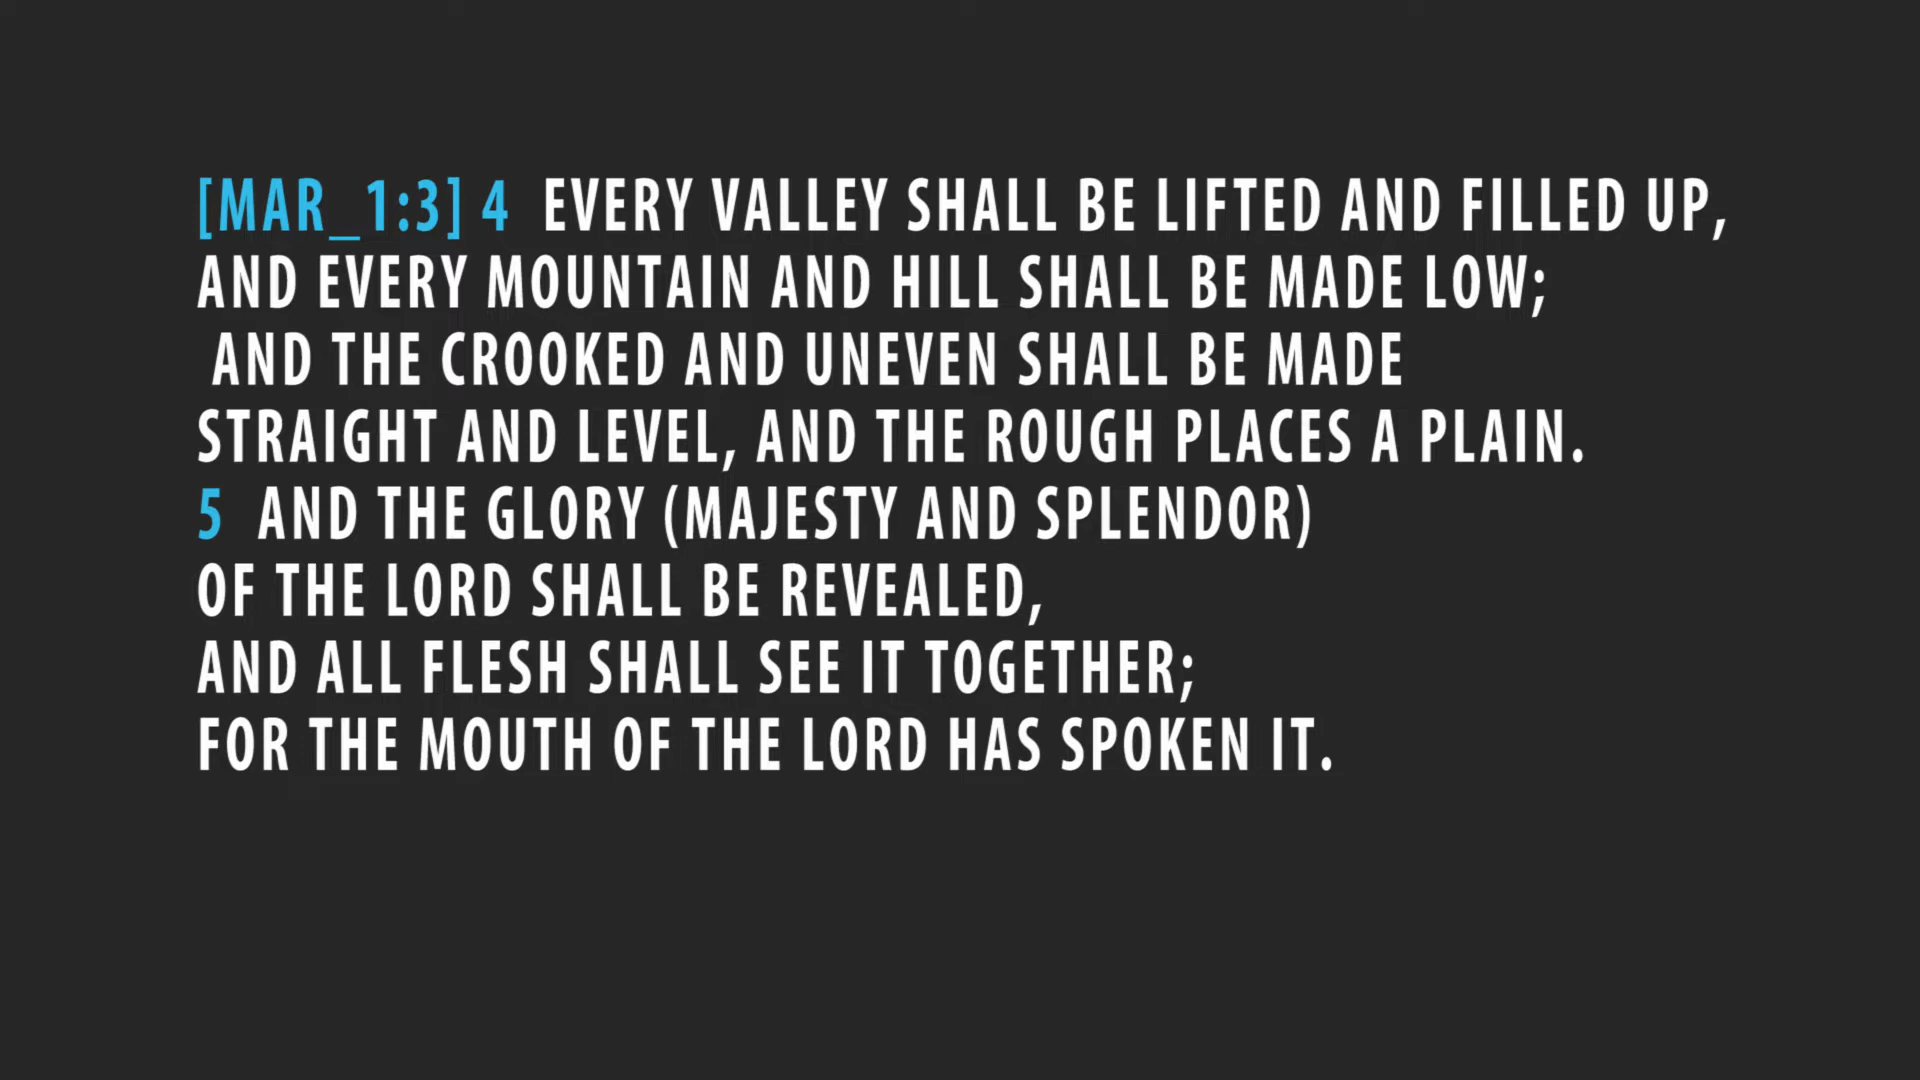 [MAR_1:3] 4 EVERY VALLEY SHALL BE LIFTED AND FILLED UP,
AND EVERY MOUNTAIN AND HILL SHALL BE MADE LOW;
AND THE CROOKED AND UNEVEN SHALL BE MADE
STRAIGHT AND LEVEL, AND THE ROUGH PLACES A PLAIN.
5 AND THE GLORY (MAJESTY AND SPLENDOR)
OF THE LORD SHALL BE REVEALED,
AND ALL FLESH SHALL SEE IT TOGETHER;
FOR THE MOUTH OF THE LORD HAS SPOKEN IT.